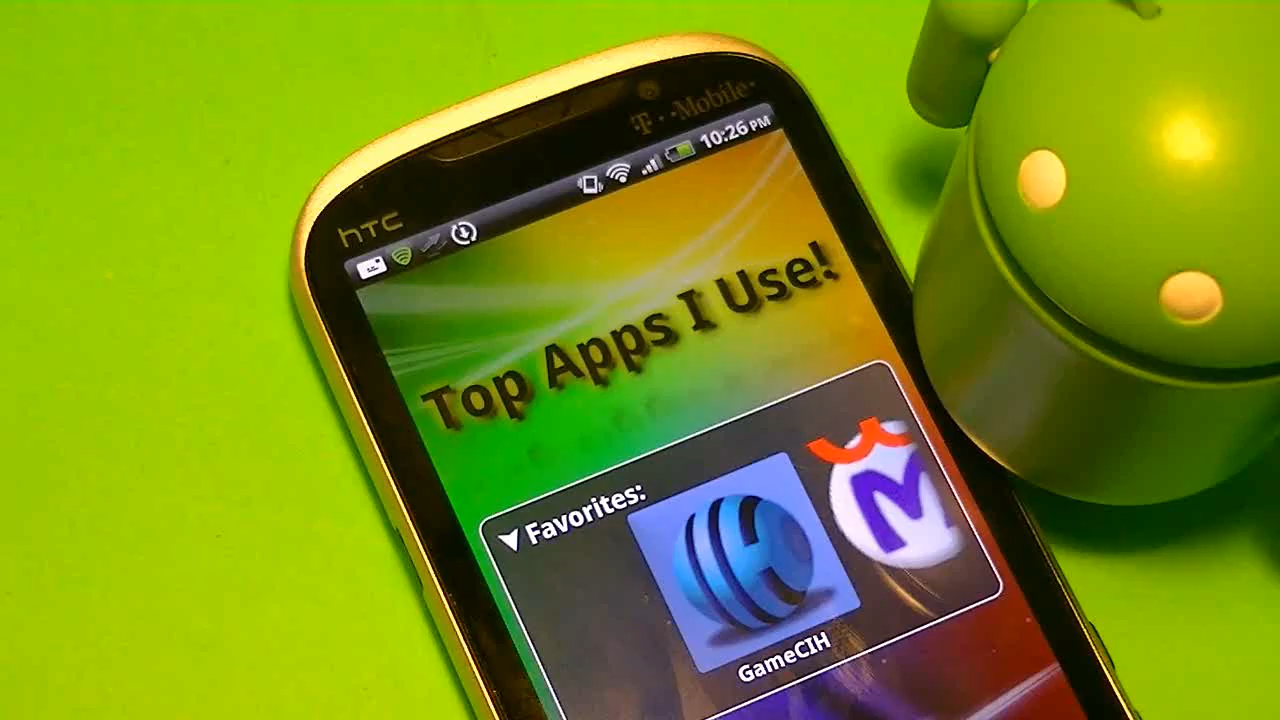 T··Mobile·
10:26 PM
hTC
Top Apps I Use!
Favorites:
M
GameCIH